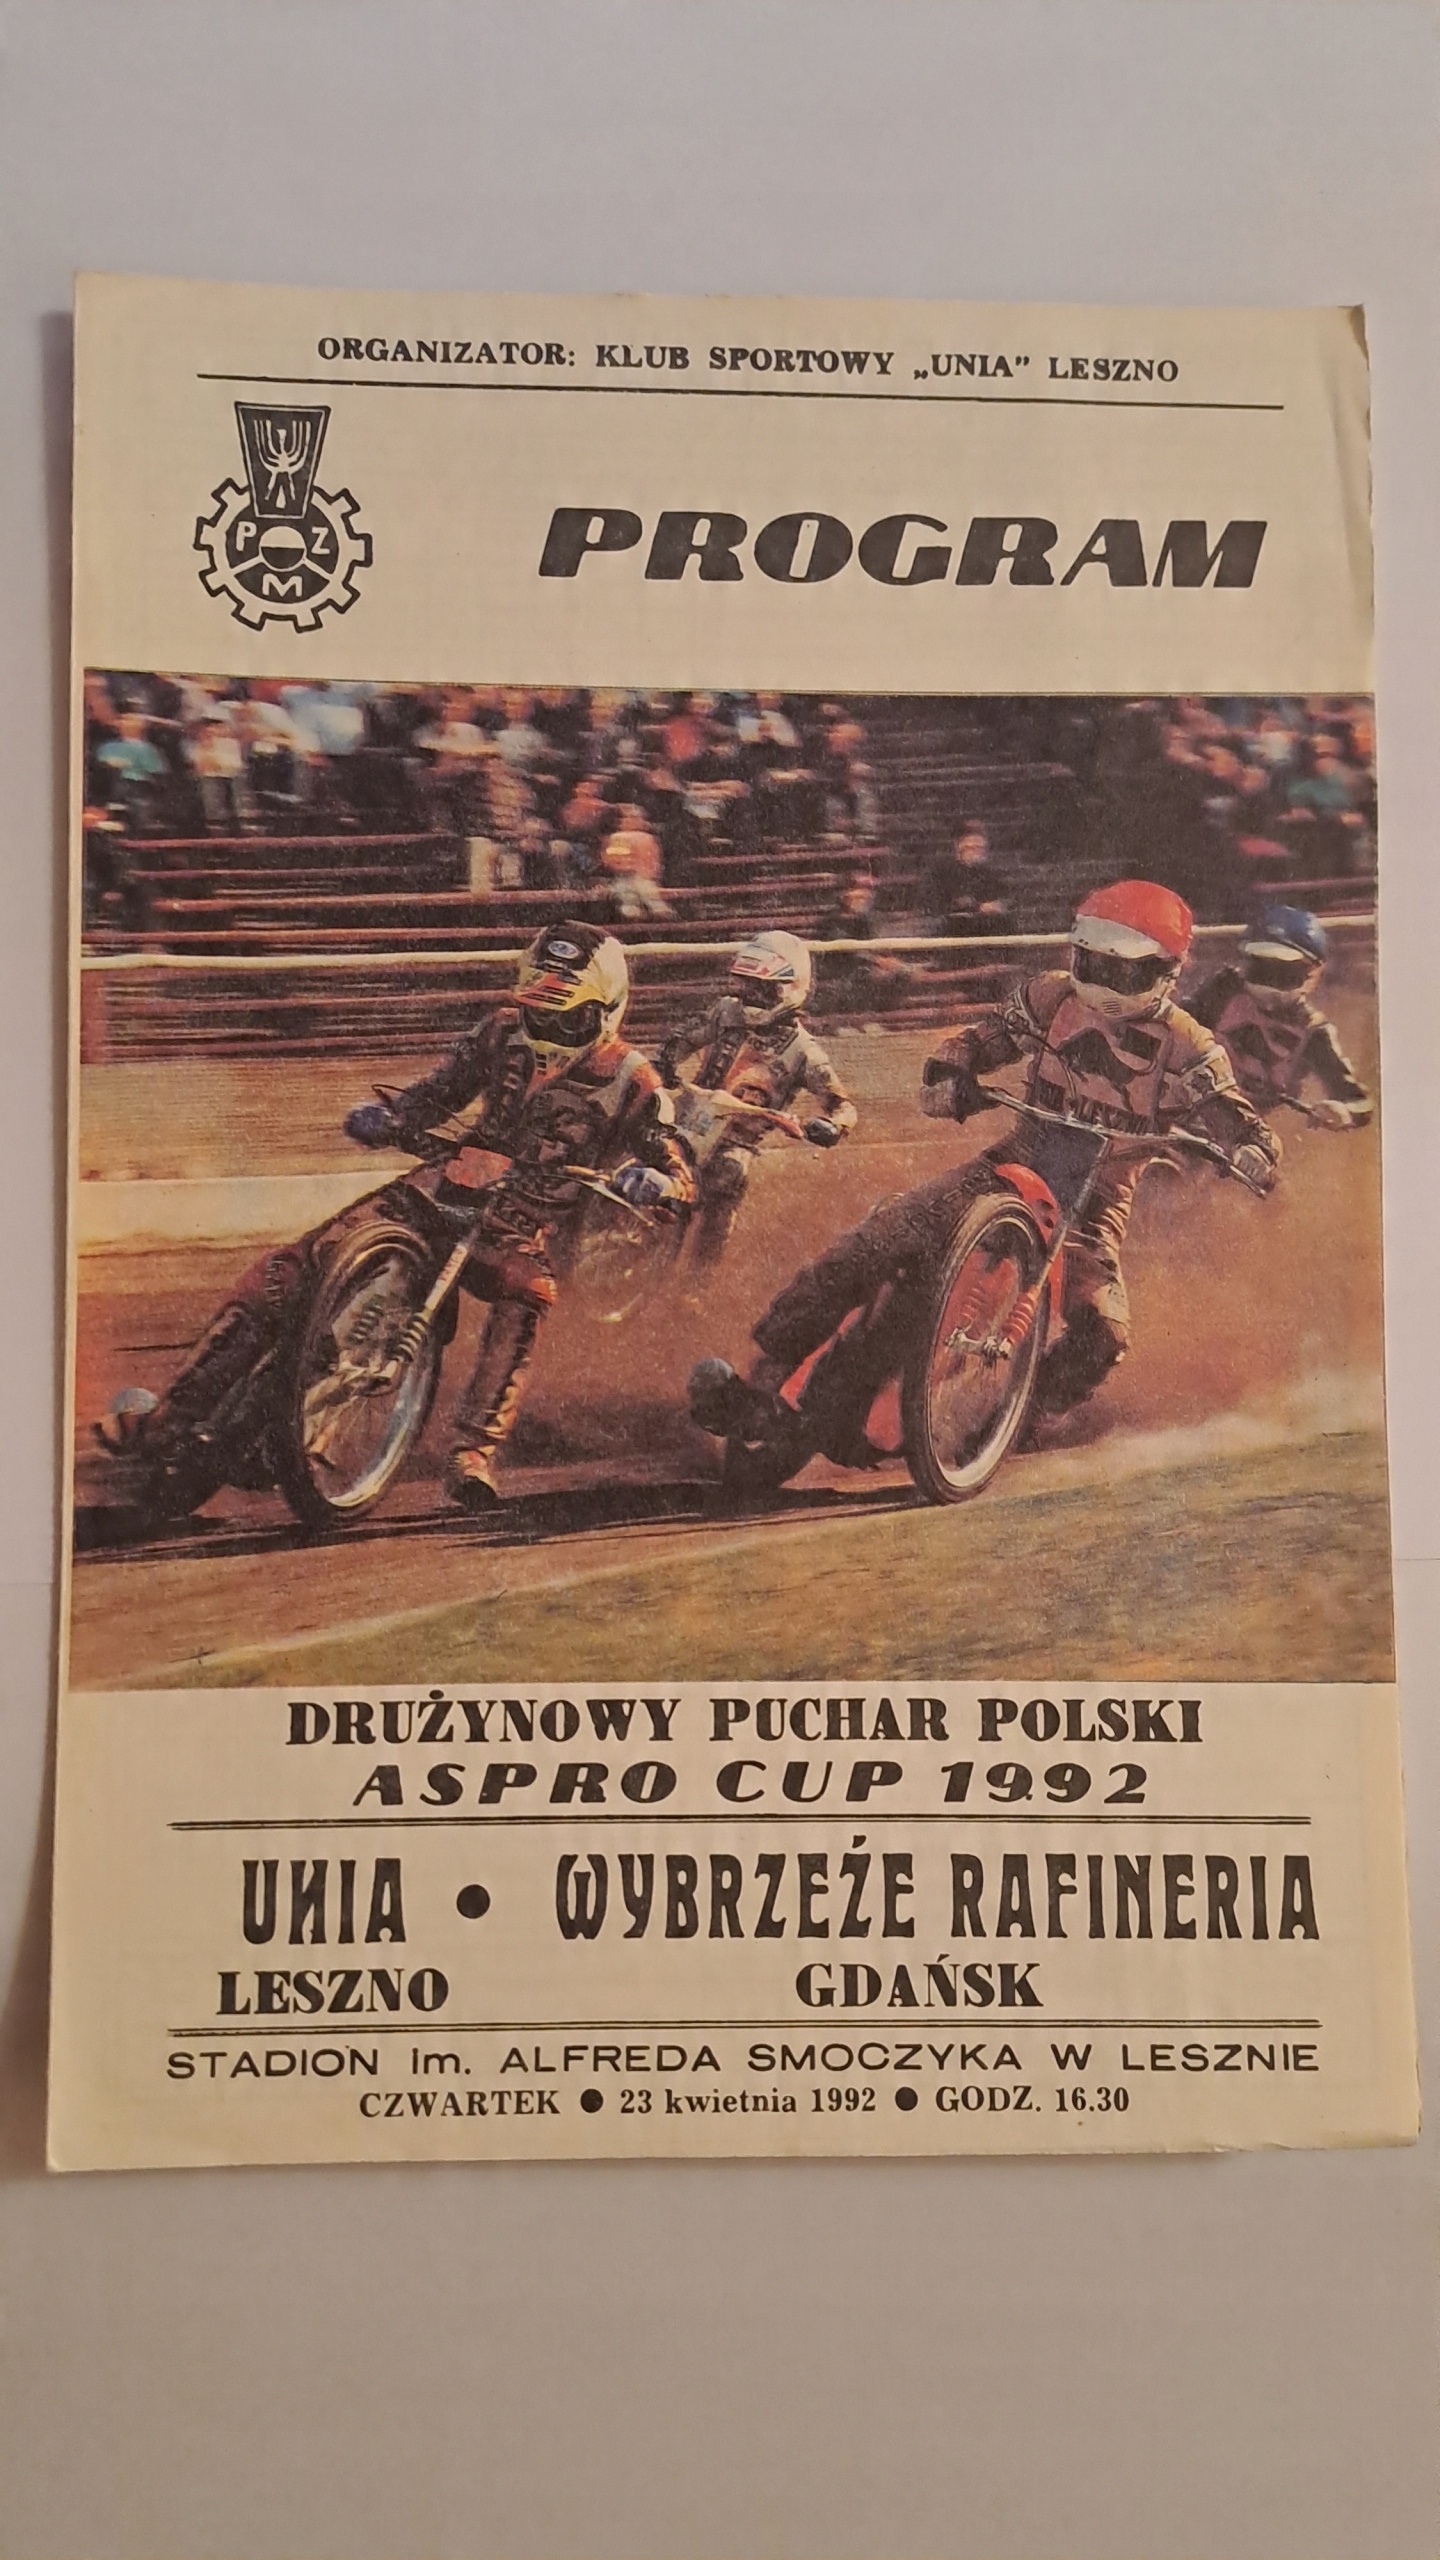 ORGANIZATOR: KLUB SPORTOWY „UNIA” LESZNO
P Z
M
PROGRAM
DRUŻYNOWY PUCHAR POLSKI
ASPRO CUP 1992
UNIA • WYBRZEŻE RAFINERIA
LESZNO GDAŃSK
STADION im. ALFREDA SMOCZYKA W LESZNIE
CZWARTEK ● 23 kwietnia 1992 ● GODZ. 16.30